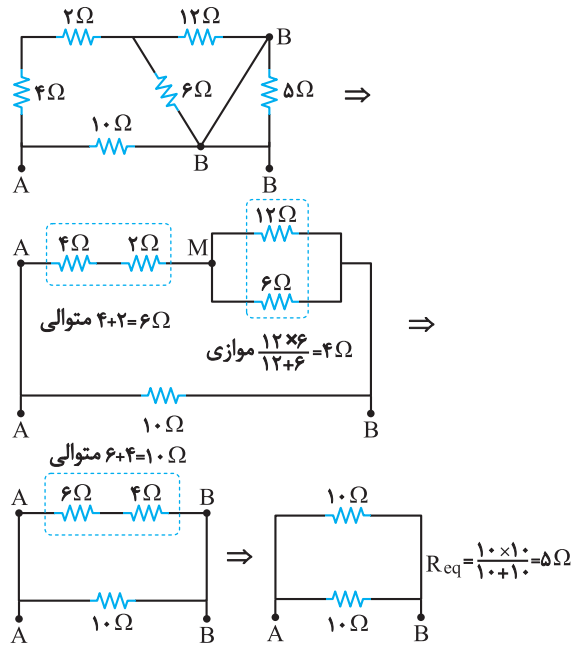 ۲Ω ۱۲Ω
B
۴Ω ۶Ω ۵Ω ⇒
۱۰Ω
A B B
A ۴Ω ۲Ω M ۱۲Ω
۶Ω
متوالی ۴+۲=۶Ω
موازی ۱۲×۶/۱۲+۶=۴Ω ⇒
۱۰Ω
A B
متوالی ۶+۴=۱۰Ω
A ۶Ω ۴Ω B
۱۰Ω
A B
⇒
۱۰Ω
۱۰Ω
A B
Req=۱۰×۱۰/۱۰+۱۰=۵Ω